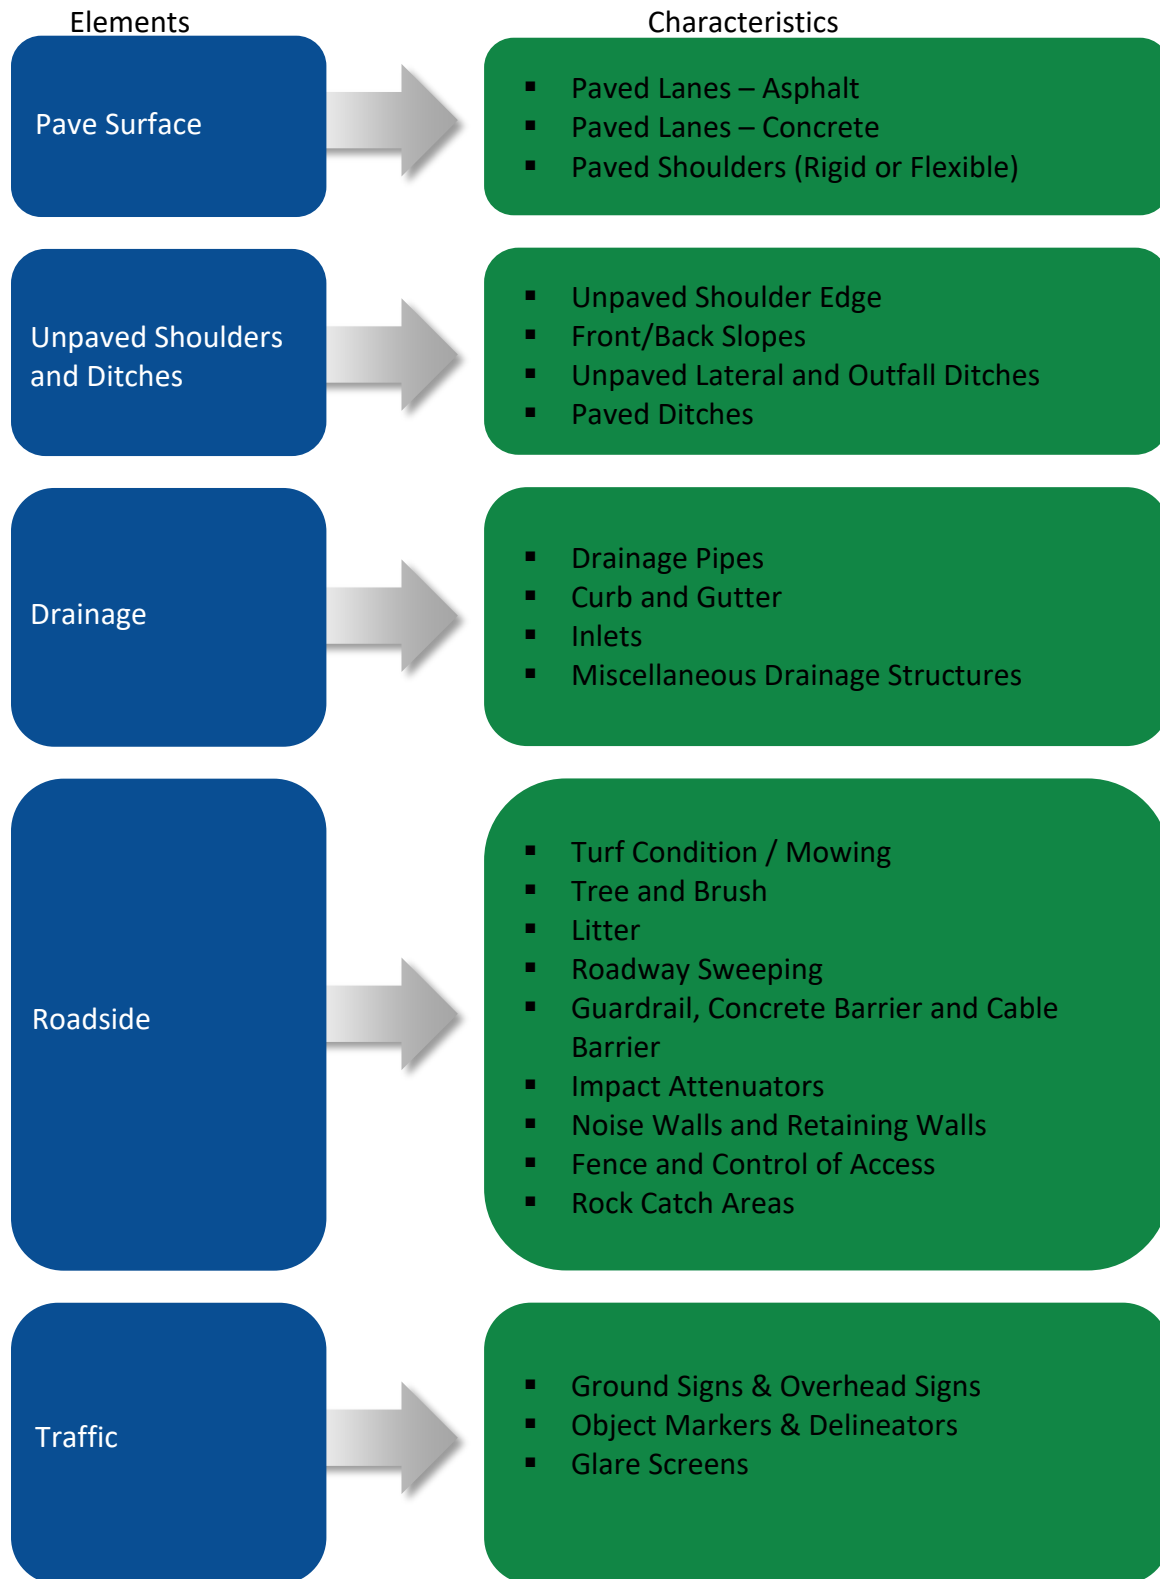 Elements
Characteristics
Pave Surface
▪ Paved Lanes – Asphalt
▪ Paved Lanes – Concrete
▪ Paved Shoulders (Rigid or Flexible)
Unpaved Shoulders
and Ditches
▪ Unpaved Shoulder Edge
▪ Front/Back Slopes
▪ Unpaved Lateral and Outfall Ditches
▪ Paved Ditches
Drainage
▪ Drainage Pipes
▪ Curb and Gutter
▪ Inlets
▪ Miscellaneous Drainage Structures
Roadside
▪ Turf Condition / Mowing
▪ Tree and Brush
▪ Litter
▪ Roadway Sweeping
▪ Guardrail, Concrete Barrier and Cable
Barrier
▪ Impact Attenuators
▪ Noise Walls and Retaining Walls
▪ Fence and Control of Access
▪ Rock Catch Areas
Traffic
▪ Ground Signs & Overhead Signs
▪ Object Markers & Delineators
▪ Glare Screens